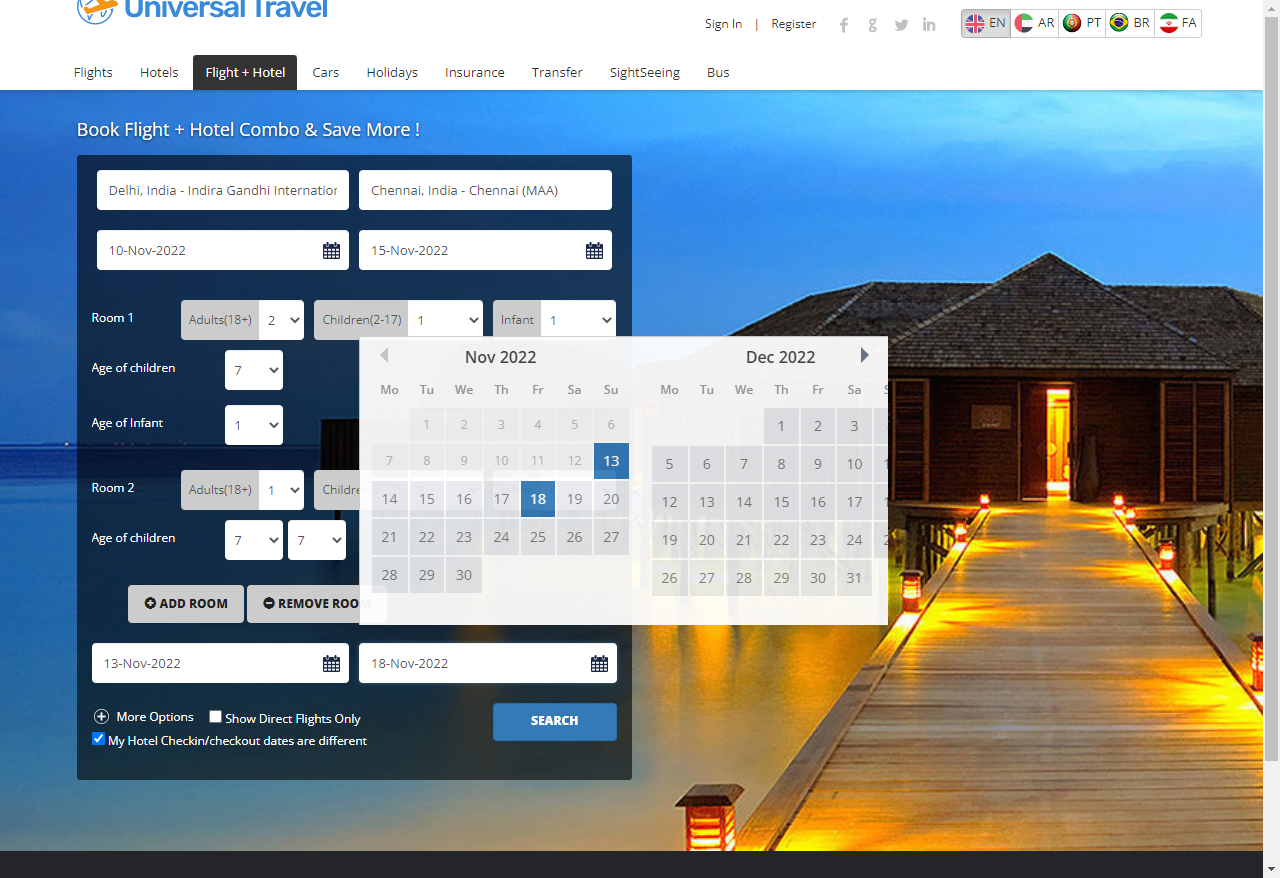 Universal Travel
Sign In | Register
EN AR PT BR FA
Flights Hotels Flight + Hotel Cars Holidays Insurance Transfer SightSeeing Bus
Book Flight + Hotel Combo & Save More !
Delhi, India - Indira Gandhi Internation Chennai, India - Chennai (MAA)
10-Nov-2022 15-Nov-2022
Room 1 Adults(18+) 2 Children(2-17) 1 Infant 1
Age of children 7
Age of Infant 1
Room 2 Adults(18+) 1 Childre
Age of children 7 7
ADD ROOM REMOVE ROOM
Nov 2022
Mo Tu We Th Fr Sa Su
1 2 3 4 5 6
7 8 9 10 11 12 13
14 15 16 17 18 19 20
21 22 23 24 25 26 27
28 29 30
Dec 2022
Mo Tu We Th Fr Sa
1 2 3
5 6 7 8 9 10
12 13 14 15 16 17
19 20 21 22 23 24
26 27 28 29 30 31
13-Nov-2022 18-Nov-2022
More Options Show Direct Flights Only SEARCH
My Hotel Checkin/checkout dates are different